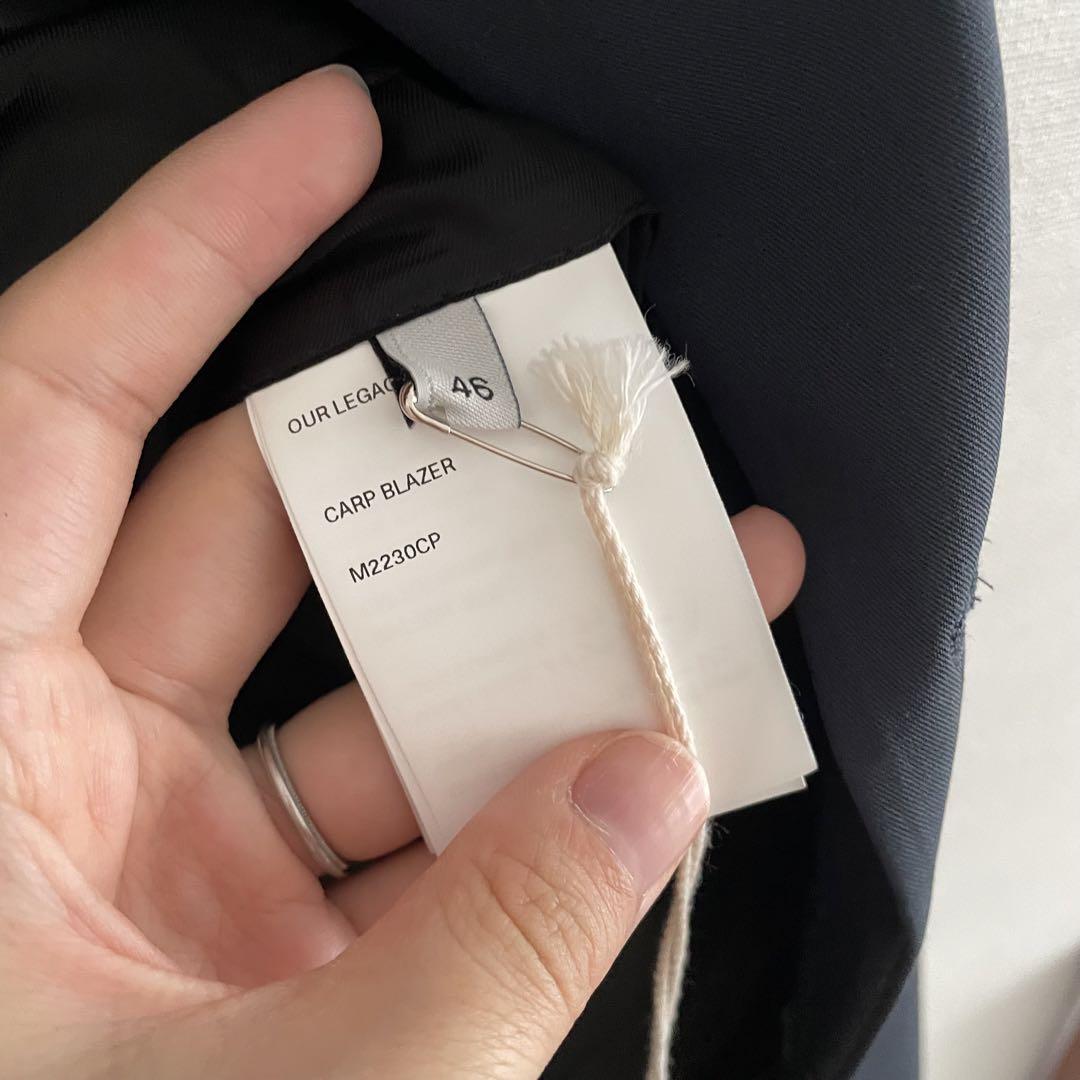 46
OUR LEGAC
CARP BLAZER
M2230CP